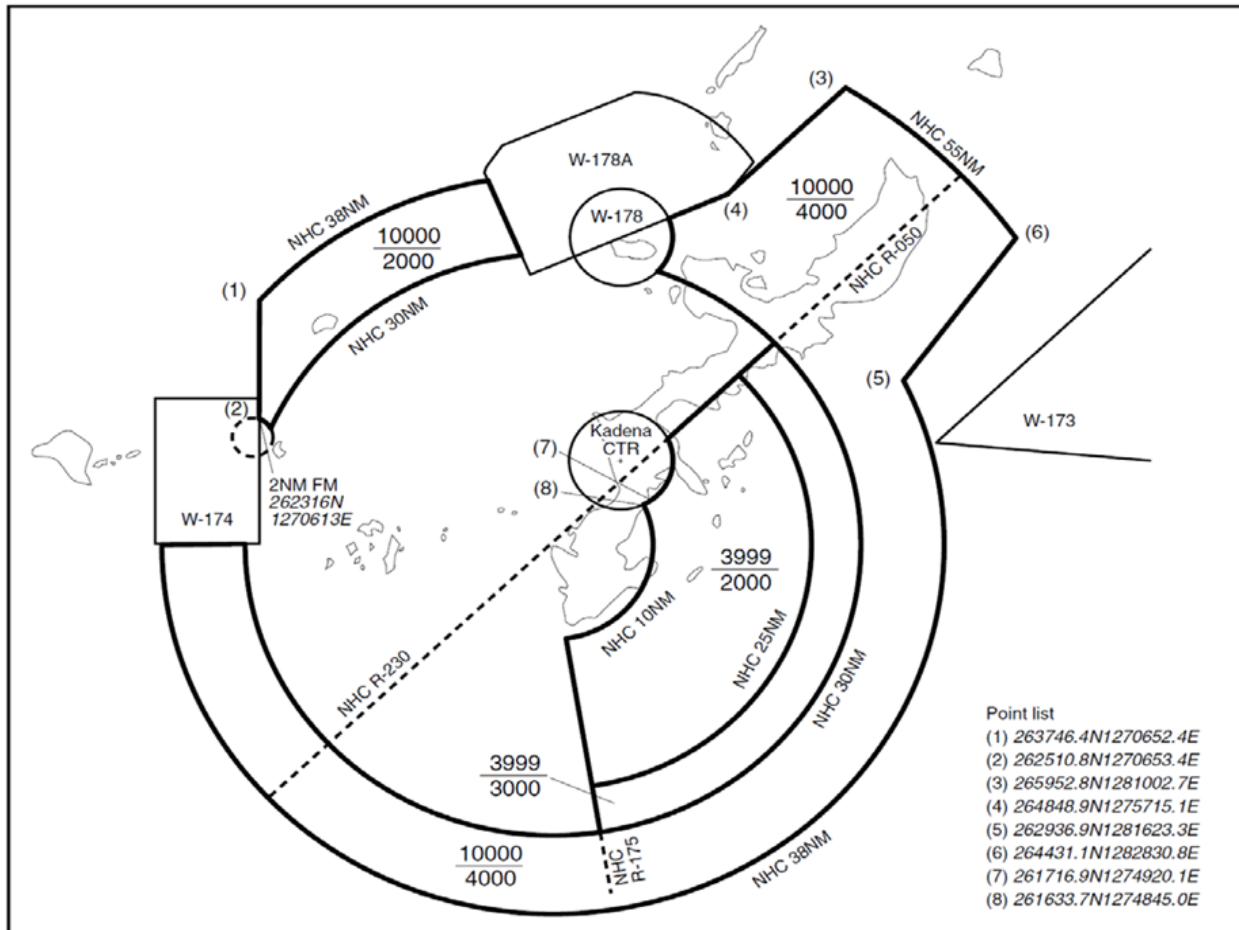 (3)
NHC 55NM
W-178A
10000
4000
W-178
(4)
(6)
NHC 38NM
10000
2000
NHC R-050
(1)
NHC 30NM
(5)
(2)
W-173
Kadena
CTR
(7)
(8)
2NM FM
262316N
1270613E
W-174
3999
2000
NHC 10NM
NHC 25NM
NHC R-230
NHC 30NM
3999
3000
10000
4000
NHC
R-175
NHC 38NM
Point list
(1) 263746.4N1270652.4E
(2) 262510.8N1270653.4E
(3) 265952.8N1281002.7E
(4) 264848.9N1275715.1E
(5) 262936.9N1281623.3E
(6) 264431.1N1282830.8E
(7) 261716.9N1274920.1E
(8) 261633.7N1274845.0E